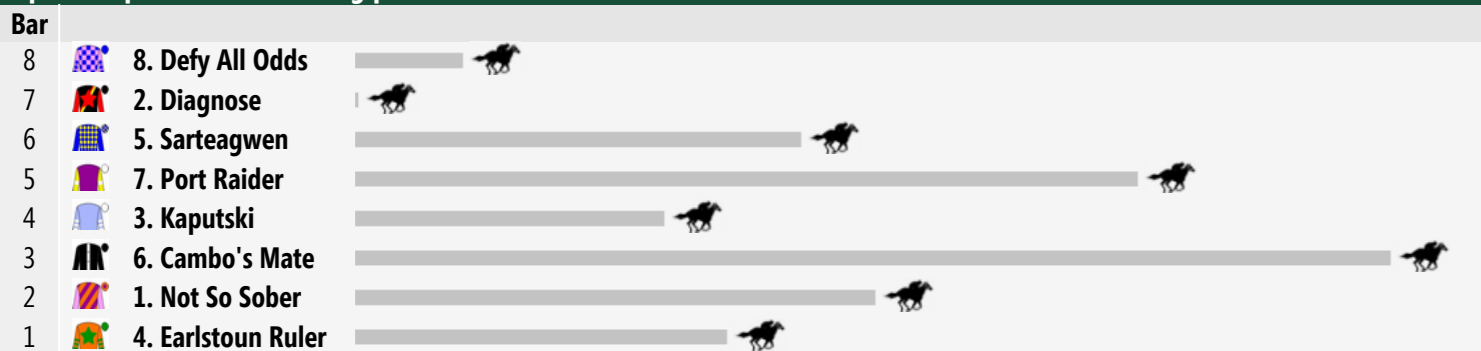 Bar
8 8. Defy All Odds
7 2. Diagnose
6 5. Sarteagwen
5 7. Port Raider
4 3. Kaputski
3 6. Cambo's Mate
2 1. Not So Sober
1 4. Earlstoun Ruler